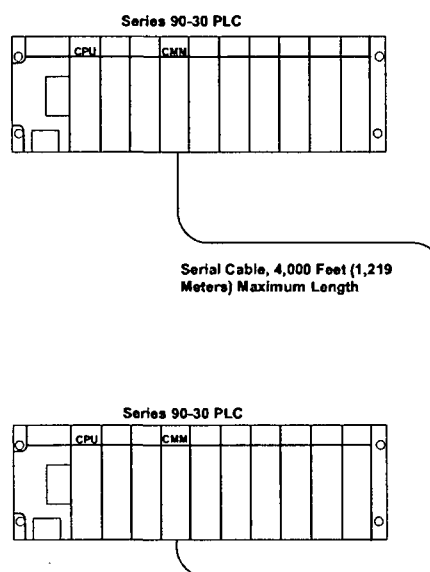 Series 90-30 PLC
CPU CMM
Serial Cable, 4,000 Feet (1,219
Meters) Maximum Length
Series 90-30 PLC
CPU CMM